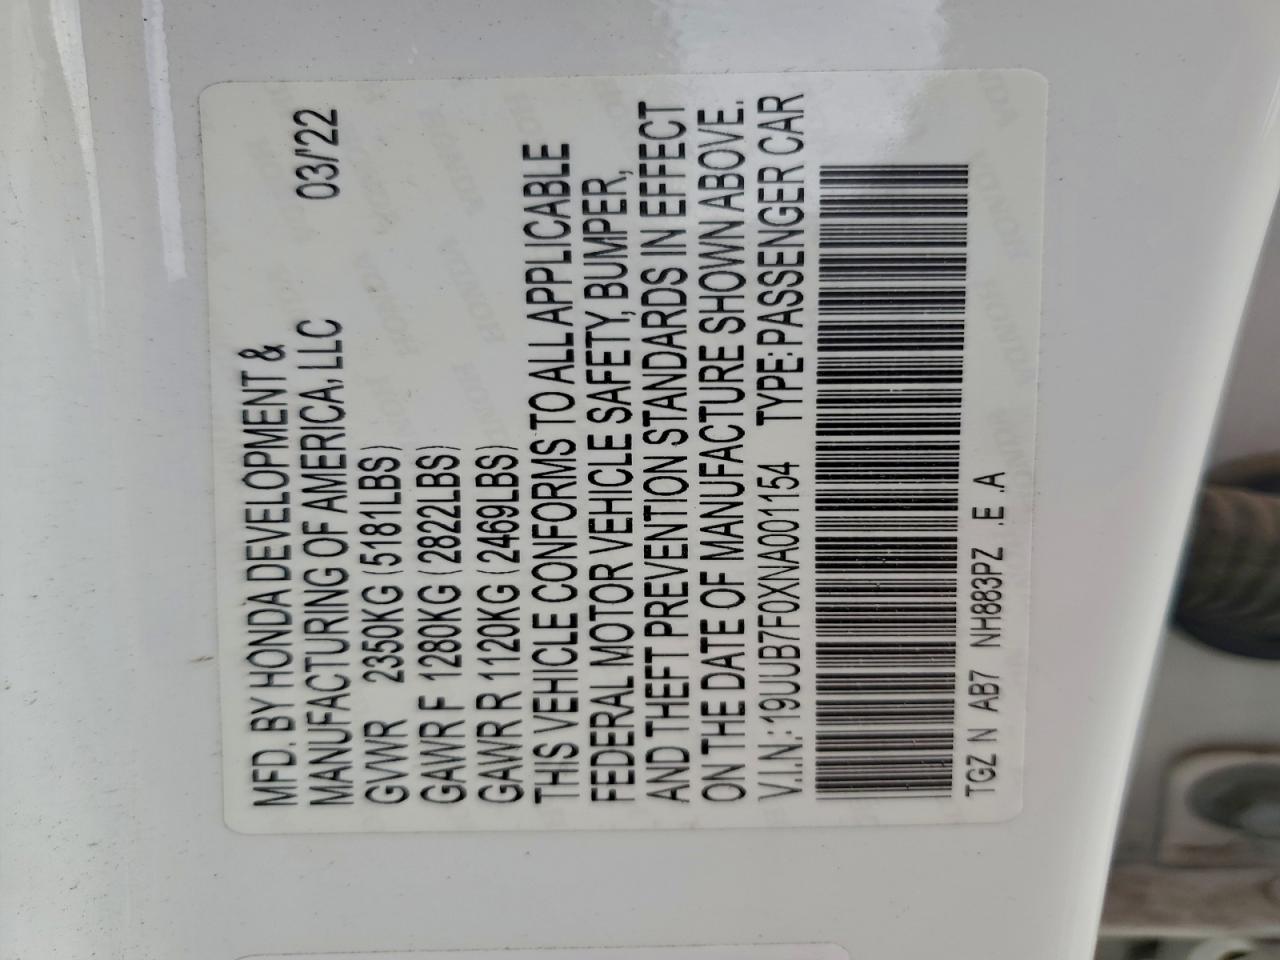 MFD. BY HONDA DEVELOPMENT &
MANUFACTURING OF AMERICA, LLC 03/'22
GVWR 2350KG (5181LBS)
GAWR F 1280KG (2822LBS)
GAWR R 1120KG (2469LBS)
THIS VEHICLE CONFORMS TO ALL APPLICABLE
FEDERAL MOTOR VEHICLE SAFETY, BUMPER,
AND THEFT PREVENTION STANDARDS IN EFFECT
ON THE DATE OF MANUFACTURE SHOWN ABOVE.
V.I.N.: 19UUB7F0XNA001154 TYPE: PASSENGER CAR
TGZ N AB7 NH883PZ .E .A